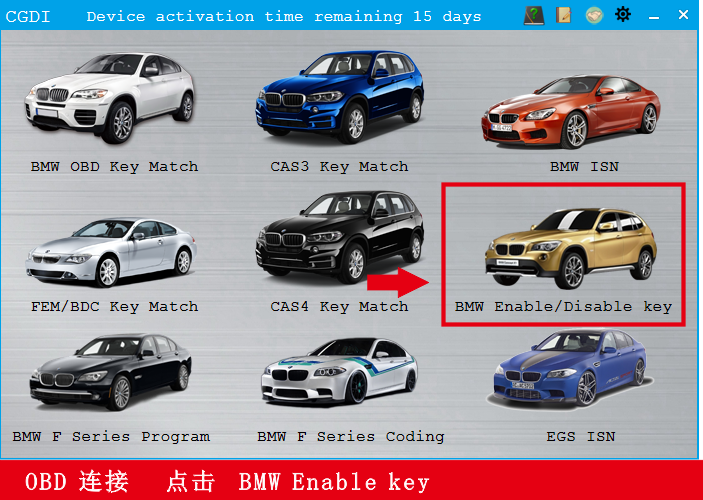 CGDI Device activation time remaining 15 days
BMW OBD Key Match CAS3 Key Match BMW ISN
FEM/BDC Key Match CAS4 Key Match BMW Enable/Disable key
BMW F Series Program BMW F Series Coding EGS ISN
OBD 连接 点击 BMW Enable key